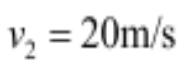 v₂ = 20m/s